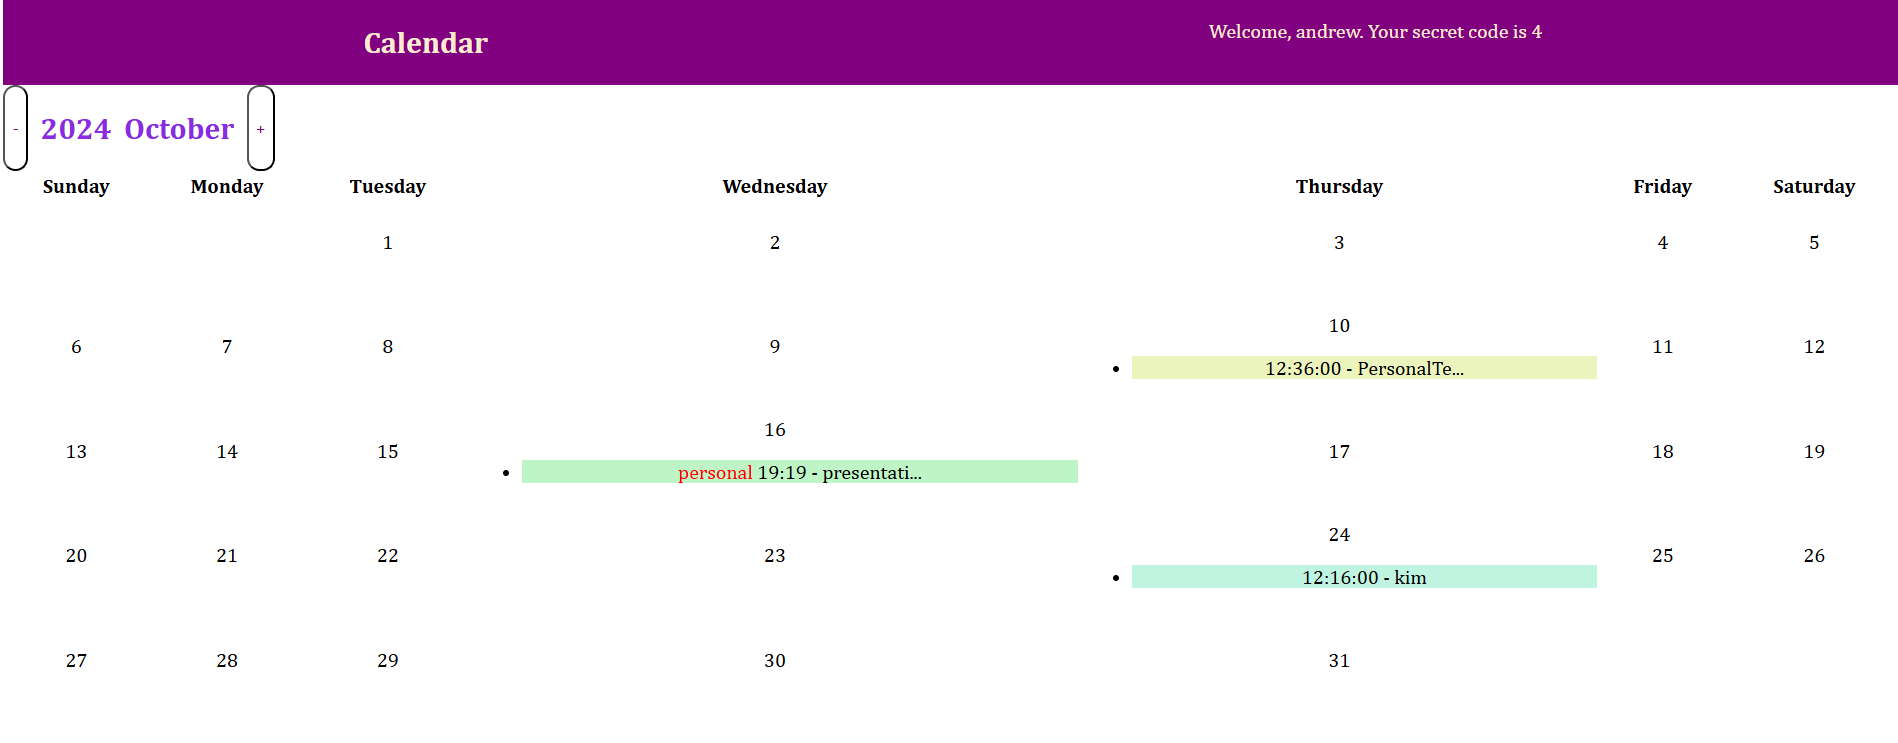 Calendar
Welcome, andrew. Your secret code is 4
- 2024 October +
Sunday Monday Tuesday Wednesday Thursday Friday Saturday
1 2 3 4 5
6 7 8 9 10 11 12
12:36:00 - PersonalTe...
13 14 15 16 17 18 19
personal 19:19 - presentati...
20 21 22 23 24 25 26
12:16:00 - kim
27 28 29 30 31